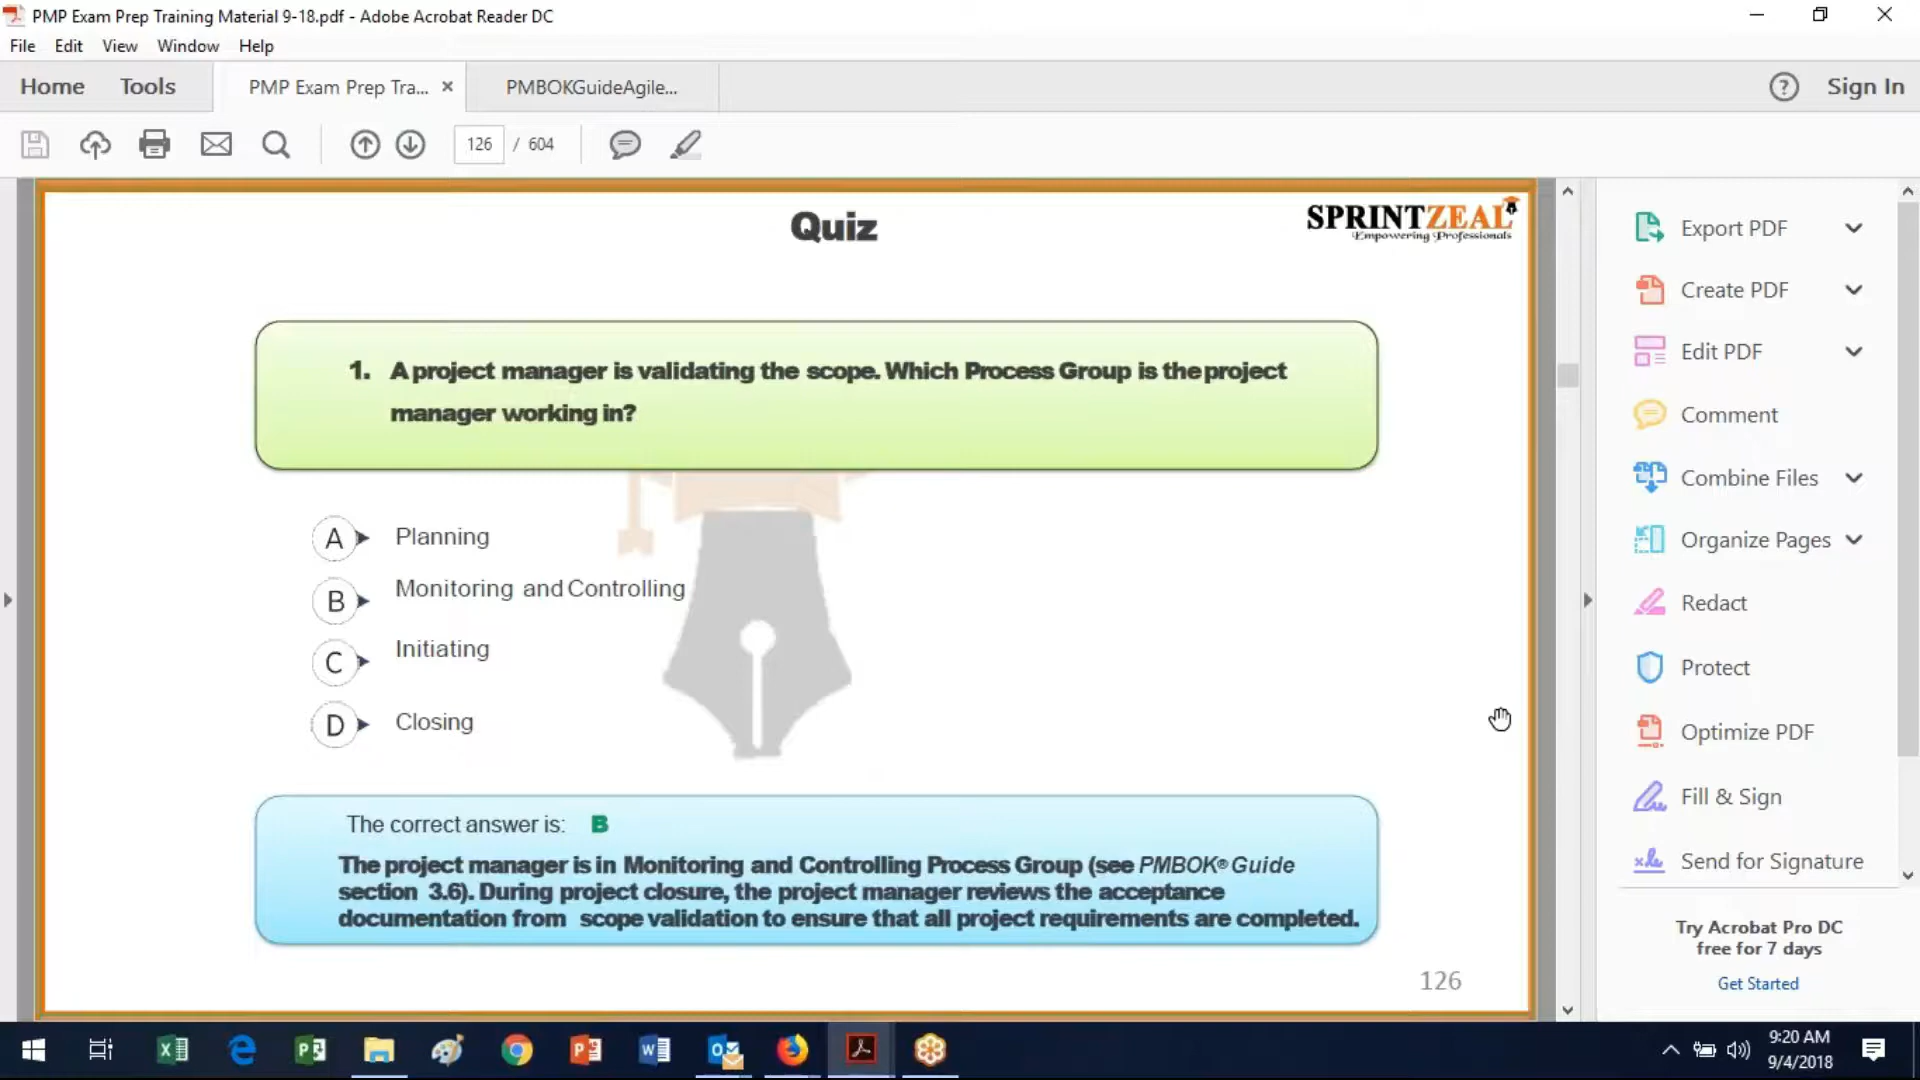 PMP Exam Prep Training Material 9-18.pdf - Adobe Acrobat Reader DC
File Edit View Window Help
Home Tools PMP Exam Prep Tra... × PMBOKGuideAgile... ? Sign In
126 / 604
Quiz
SPRINTZEAL
Empowering Professionals
1. A project manager is validating the scope. Which Process Group is the project
manager working in?
A Planning
B Monitoring and Controlling
C Initiating
D Closing
The correct answer is: B
The project manager is in Monitoring and Controlling Process Group (see PMBOK® Guide
section 3.6). During project closure, the project manager reviews the acceptance
documentation from scope validation to ensure that all project requirements are completed.
126
Export PDF
Create PDF
Edit PDF
Comment
Combine Files
Organize Pages
Redact
Protect
Optimize PDF
Fill & Sign
Send for Signature
Try Acrobat Pro DC
free for 7 days
Get Started
9:20 AM
9/4/2018